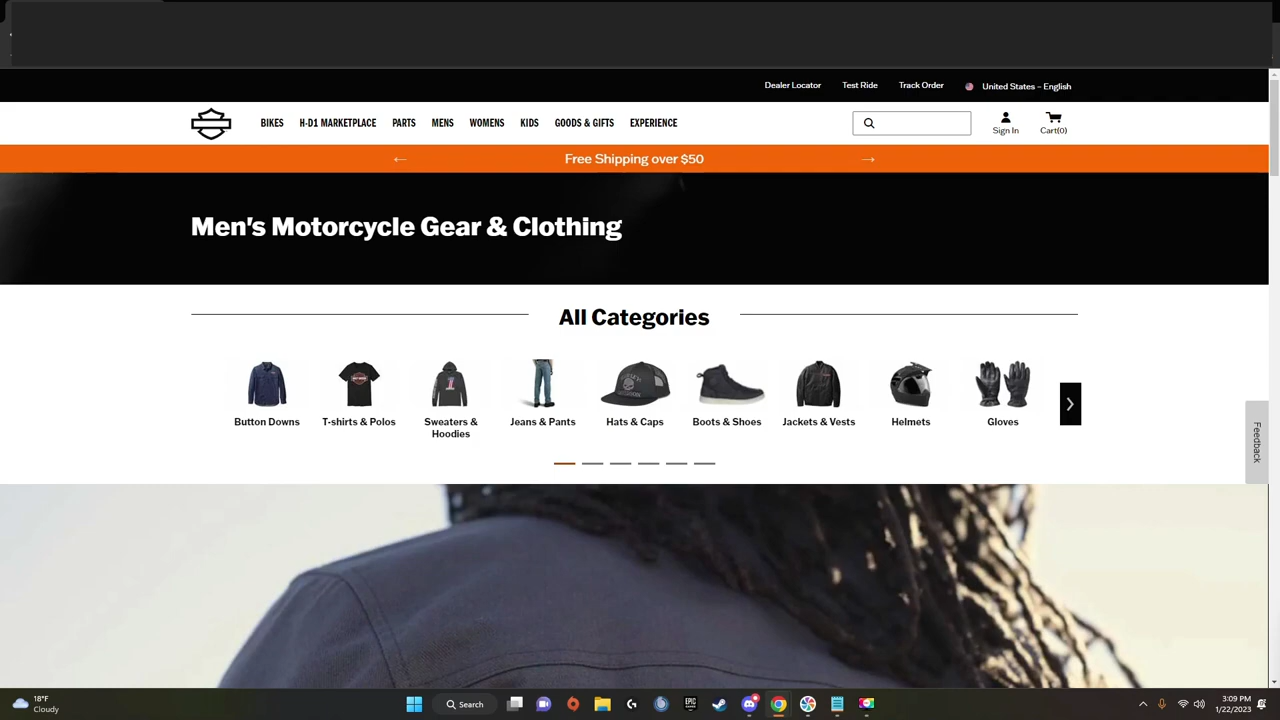 Dealer Locator Test Ride Track Order United States – English
BIKES H-D1 MARKETPLACE PARTS MENS WOMENS KIDS GOODS & GIFTS EXPERIENCE
Sign In Cart(0)
Free Shipping over $50
Men's Motorcycle Gear & Clothing
All Categories
Button Downs T-shirts & Polos Sweaters & Jeans & Pants Hats & Caps Boots & Shoes Jackets & Vests Helmets Gloves
Hoodies
Feedback
18°F
Cloudy
Search
EPIC
3:09 PM
1/22/2023